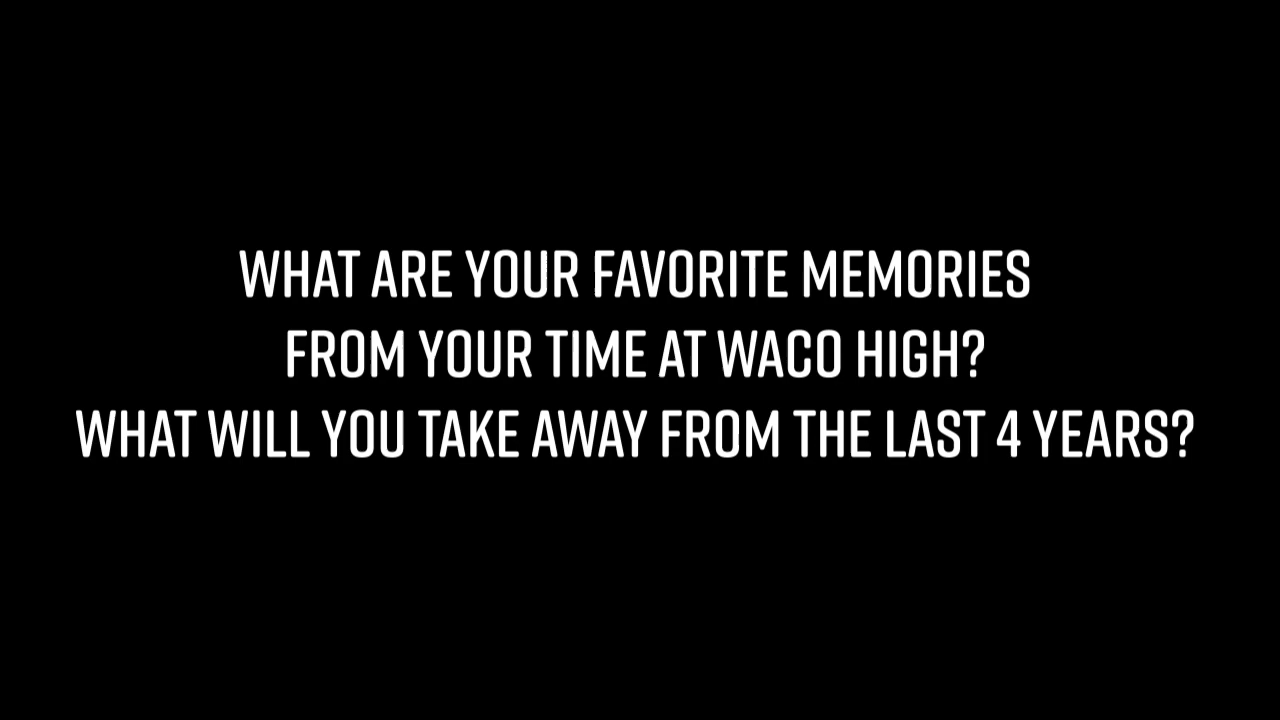 WHAT ARE YOUR FAVORITE MEMORIES
FROM YOUR TIME AT WACO HIGH?
WHAT WILL YOU TAKE AWAY FROM THE LAST 4 YEARS?